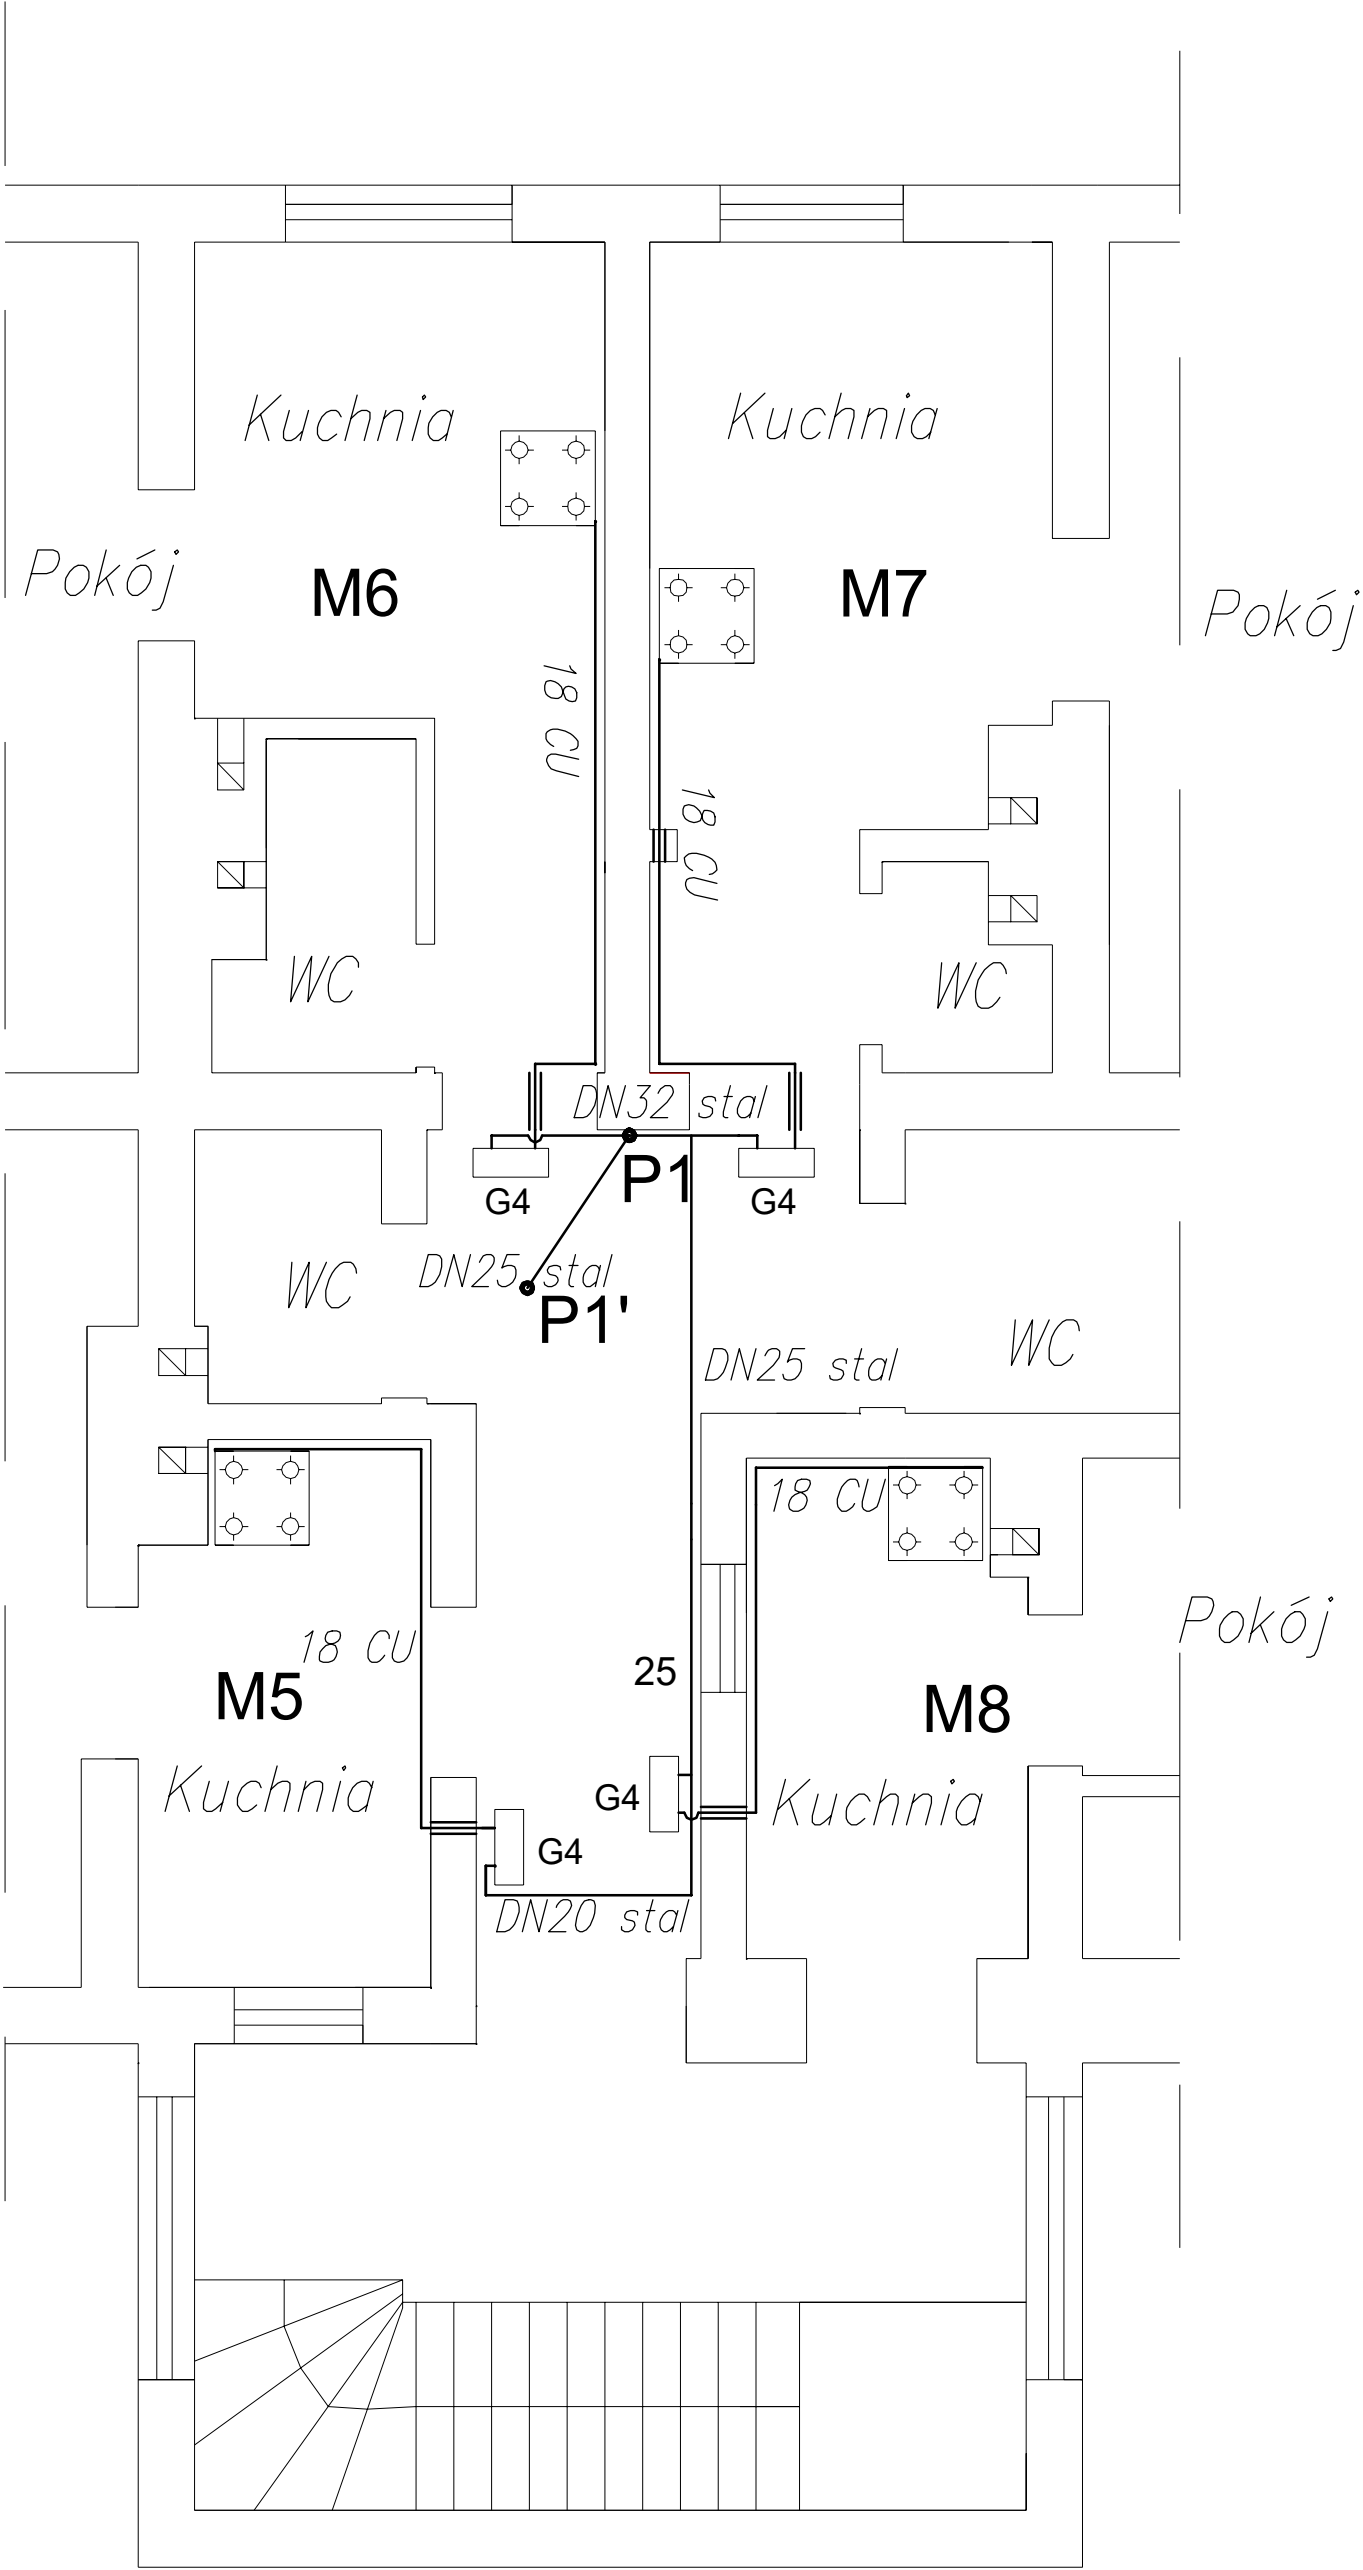 Kuchnia
Kuchnia
Pokój
M6
M7
Pokój
18 CU
18 CU
WC
WC
DN32 stal
P1
G4
G4
DN25 stal
WC
P1'
WC
DN25 stal
18 CU
Pokój
18 CU
25
M5
M8
Kuchnia
G4
Kuchnia
G4
DN20 stal